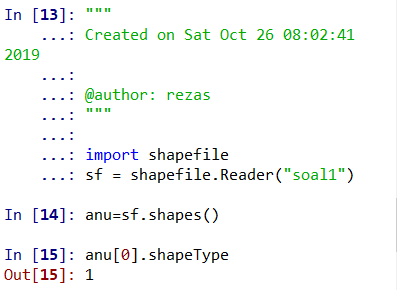 In [13]: """
...: Created on Sat Oct 26 08:02:41
2019
...:
...: @author: rezas
...: """
...:
...: import shapefile
...: sf = shapefile.Reader("soal1")
In [14]: anu=sf.shapes()
In [15]: anu[0].shapeType
Out[15]: 1